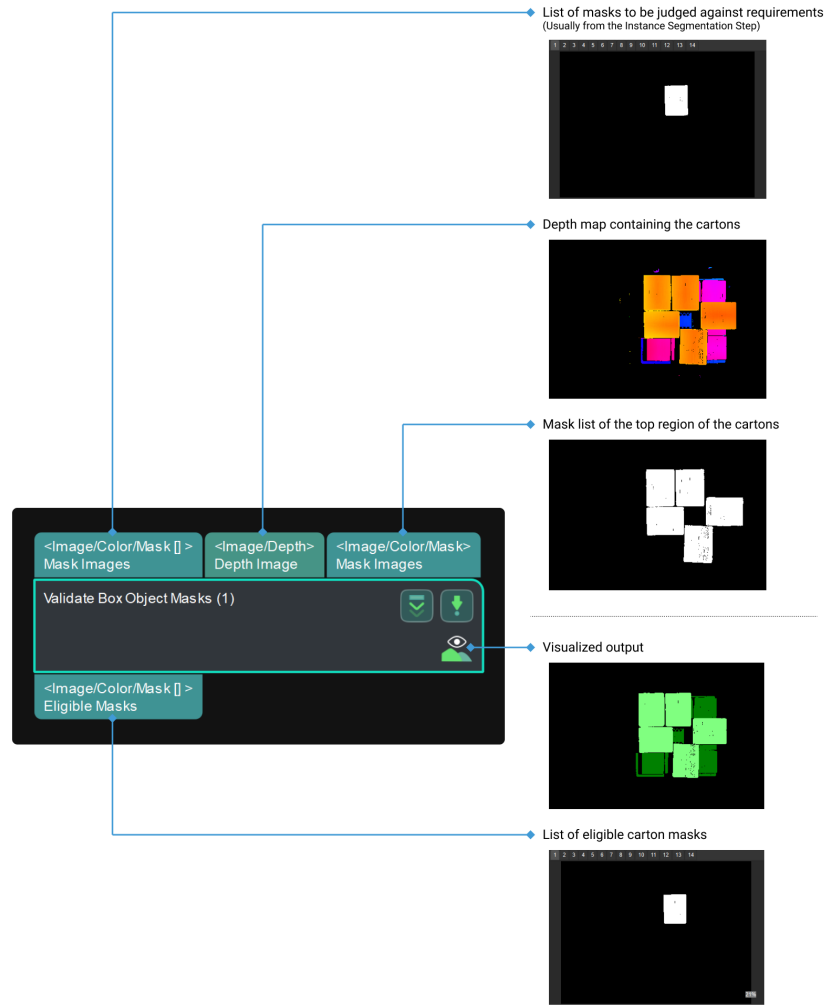 List of masks to be judged against requirements
(Usually from the Instance Segmentation Step)
1 2 3 4 5 6 7 8 9 10 11 12 13 14
Depth map containing the cartons
Mask list of the top region of the cartons
<Image/Color/Mask [] >
Mask Images
<Image/Depth>
Depth Image
<Image/Color/Mask>
Mask Images
Validate Box Object Masks (1)
Visualized output
<Image/Color/Mask [] >
Eligible Masks
List of eligible carton masks
1 2 3 4 5 6 7 8 9 10 11 12 13 14
21%